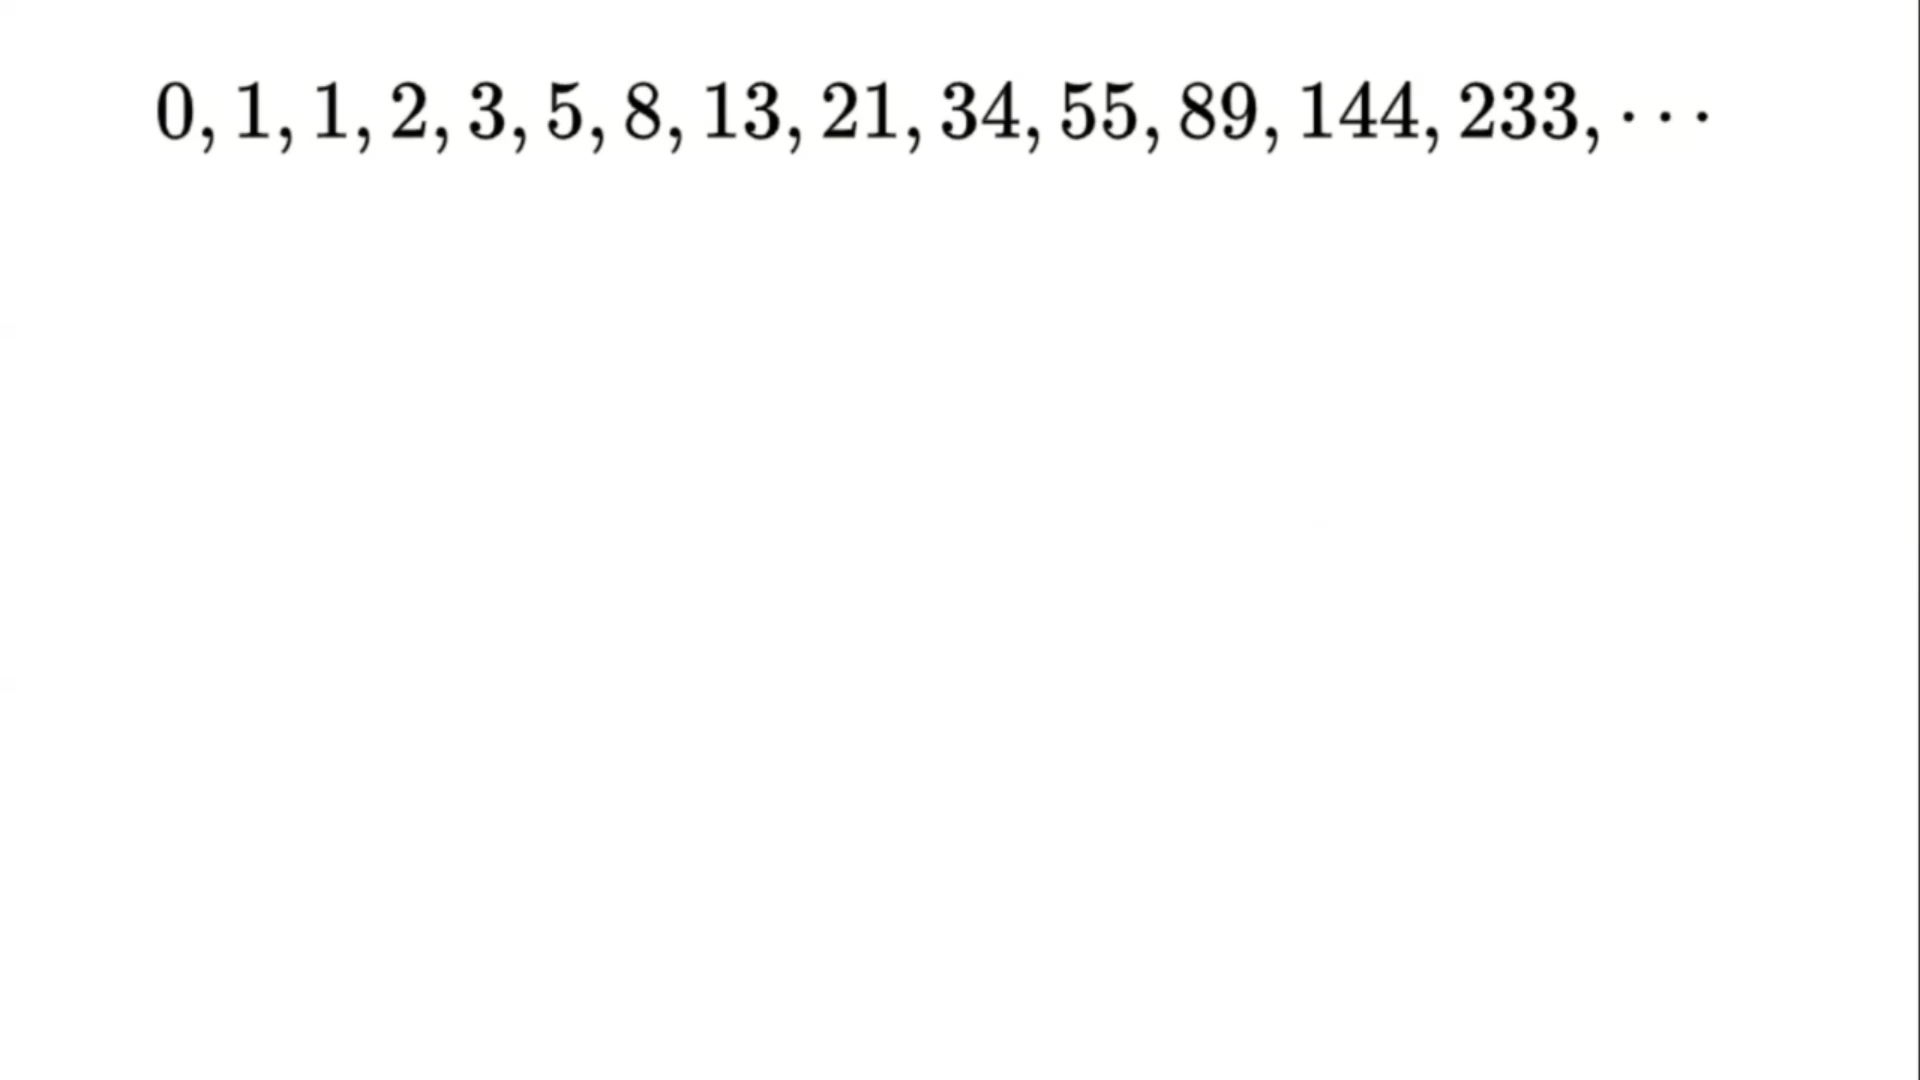 0, 1, 1, 2, 3, 5, 8, 13, 21, 34, 55, 89, 144, 233, ···